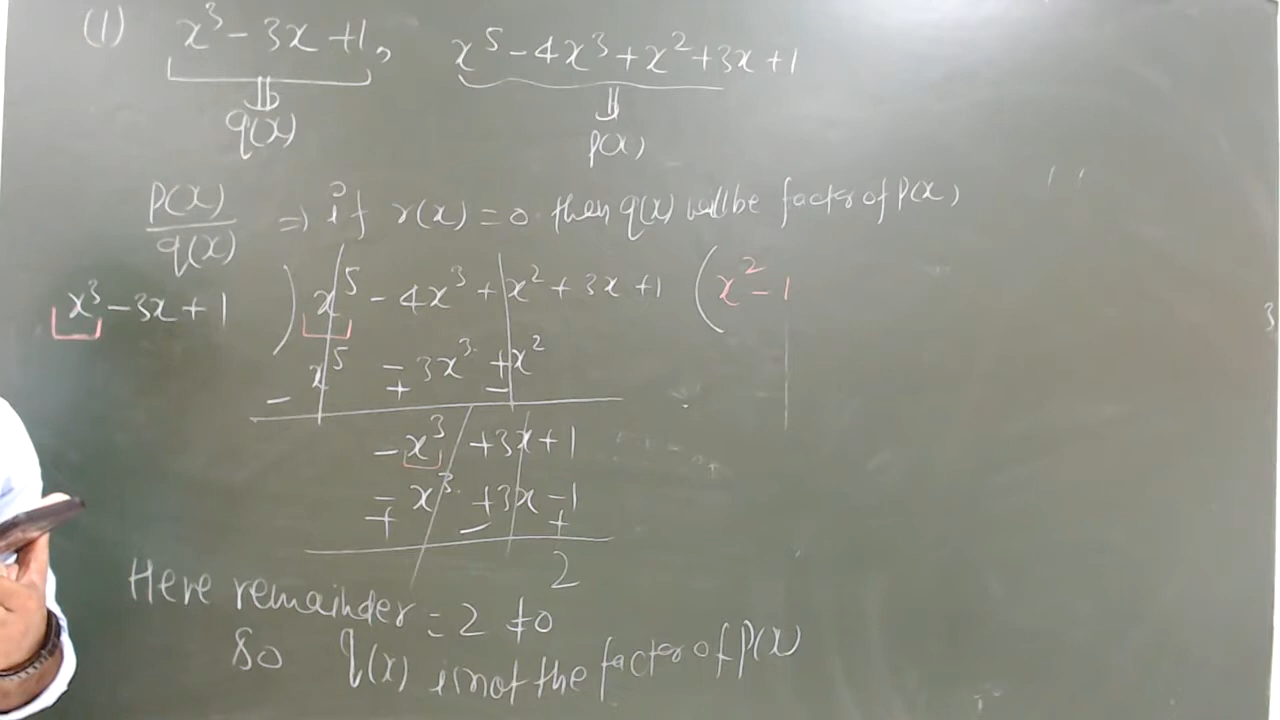 (1) x³ - 3x + 1, x⁵ - 4x³ + x² + 3x + 1
q(x) p(x)
P(x)/q(x) ⇒ if r(x) = 0 then q(x) will be factor of P(x)
x³ - 3x + 1 ) x⁵ - 4x³ + x² + 3x + 1 ( x² - 1
x⁵ - 3x³ + x²
- + -
- x³ + 3x + 1
- x³ + 3x - 1
+ - +
2
Here remainder = 2 ≠ 0
So q(x) is not the factor of P(x)
3